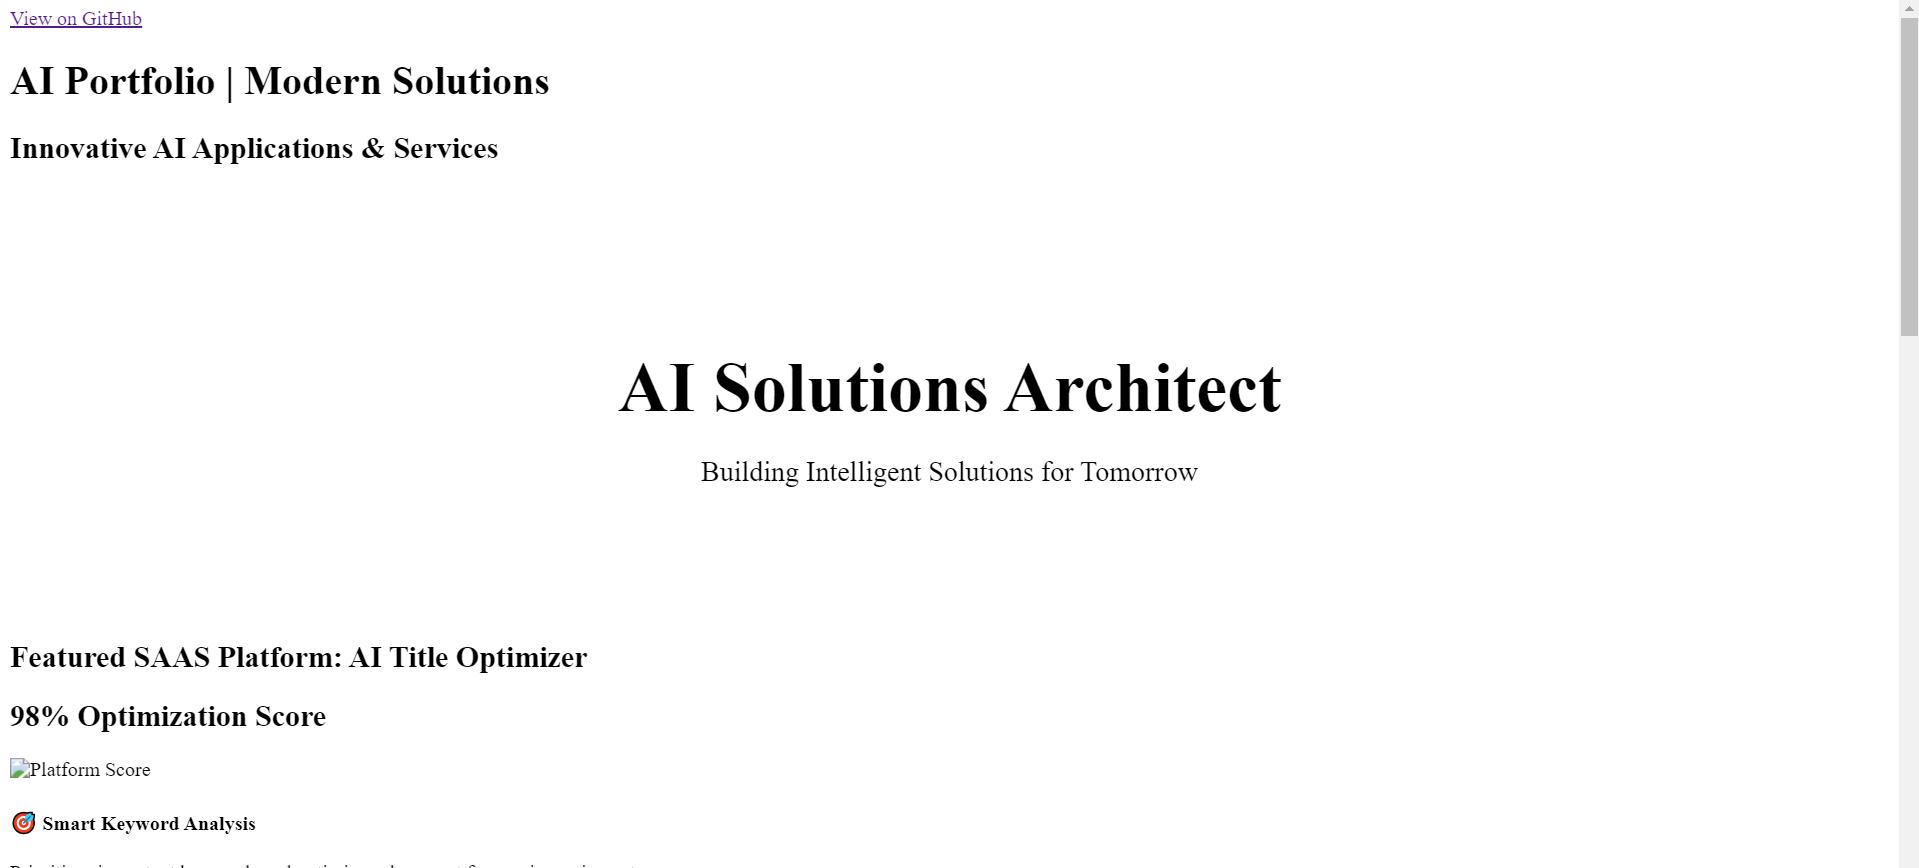 View on GitHub
AI Portfolio | Modern Solutions
Innovative AI Applications & Services
AI Solutions Architect
Building Intelligent Solutions for Tomorrow
Featured SAAS Platform: AI Title Optimizer
98% Optimization Score
Platform Score
🎯 Smart Keyword Analysis